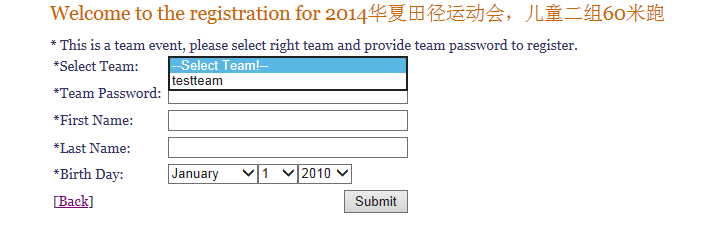 Welcome to the registration for 2014华夏田径运动会，儿童二组60米跑
* This is a team event, please select right team and provide team password to register.
*Select Team: --Select Team!--
testteam
*Team Password:
*First Name:
*Last Name:
*Birth Day: January 1 2010
[Back] Submit